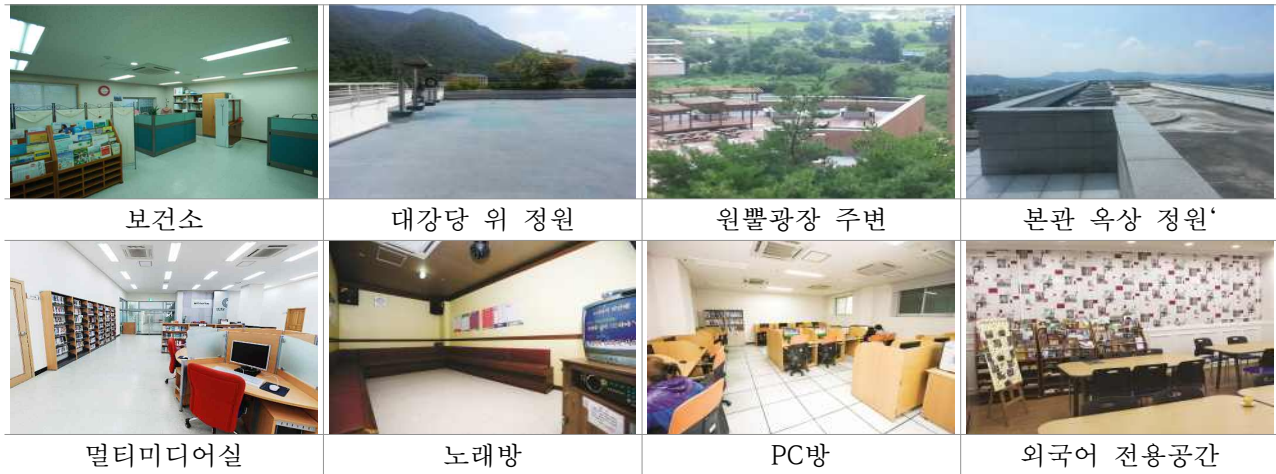 보건소
대강당 위 정원
원뿔광장 주변
본관 옥상 정원‘
멀티미디어실
노래방
PC방
외국어 전용공간